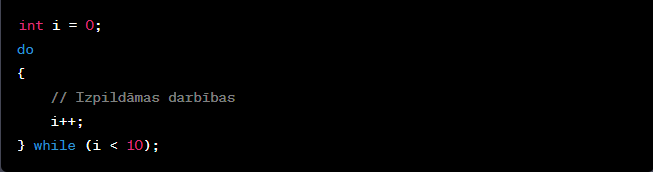 int i = 0;
do
{
    // Izpildāmas darbības
    i++;
} while (i < 10);